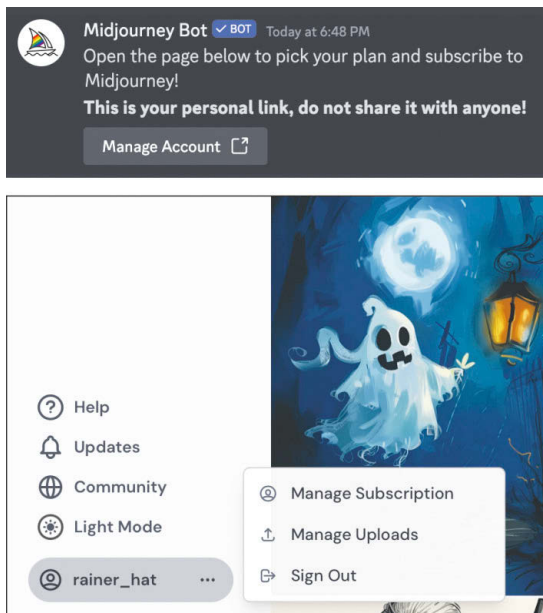 Midjourney Bot ✓ BOT Today at 6:48 PM
Open the page below to pick your plan and subscribe to
Midjourney!
This is your personal link, do not share it with anyone!
Manage Account
Help
Updates
Community
Light Mode
rainer_hat ...
Manage Subscription
Manage Uploads
Sign Out